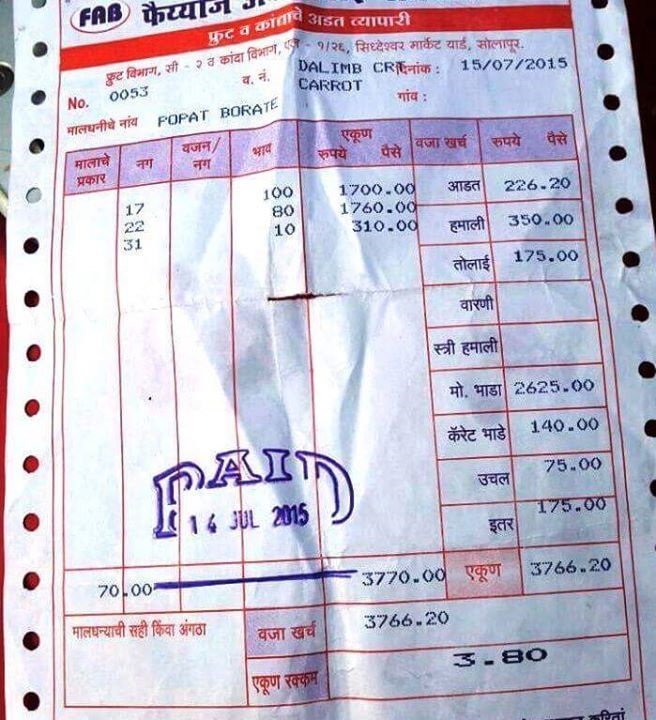 FAB फैय्याज
फ्रुट व कांद्याचे अडत व्यापारी
फ्रुट विभाग, सी - २ व कांदा विभाग, एफ - १/२६, सिध्देश्वर मार्केट यार्ड, सोलापूर.
No. 0053 व. नं. DALIMB CRT दिनांक : 15/07/2015
CARROT गांव :
मालधनीचे नांव POPAT BORATE
मालाचे प्रकार नग वजन/नग भाव एकूण रुपये पैसे वजा खर्च रुपये पैसे
17 100 1700.00 आडत 226.20
22 80 1760.00 हमाली 350.00
31 10 310.00
तोलाई 175.00
वारणी
स्त्री हमाली
मो. भाडा 2625.00
कॅरेट भाडे 140.00
उचल 75.00
इतर 175.00
PAID
14 JUL 2015
70.00 3770.00 एकूण 3766.20
मालधन्याची सही किंवा अंगठा वजा खर्च 3766.20
एकूण रक्कम 3.80